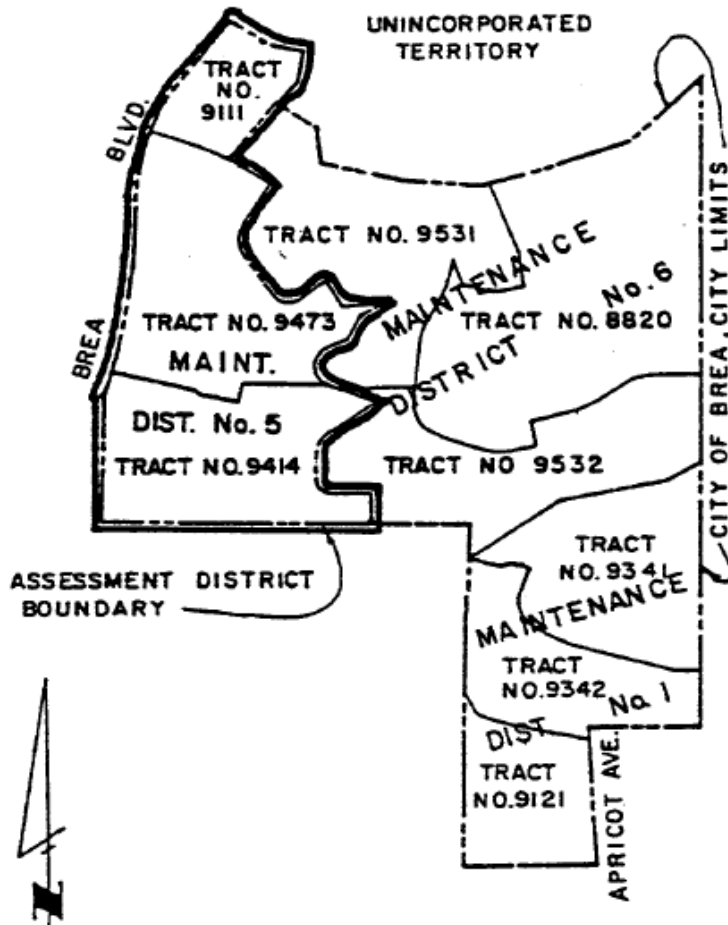 UNINCORPORATED
TERRITORY
TRACT
NO.
9111
BREA BLVD.
TRACT NO. 9531
MAINTENANCE
DISTRICT
No. 6
TRACT NO. 9473
TRACT NO. 8820
MAINT.
DIST. No. 5
TRACT NO. 9414
TRACT NO 9532
CITY OF BREA, CITY LIMITS
ASSESSMENT DISTRICT
BOUNDARY
TRACT
NO. 9341
MAINTENANCE
DIST
No. 1
TRACT
NO. 9342
TRACT
NO. 9121
APRICOT AVE.
N